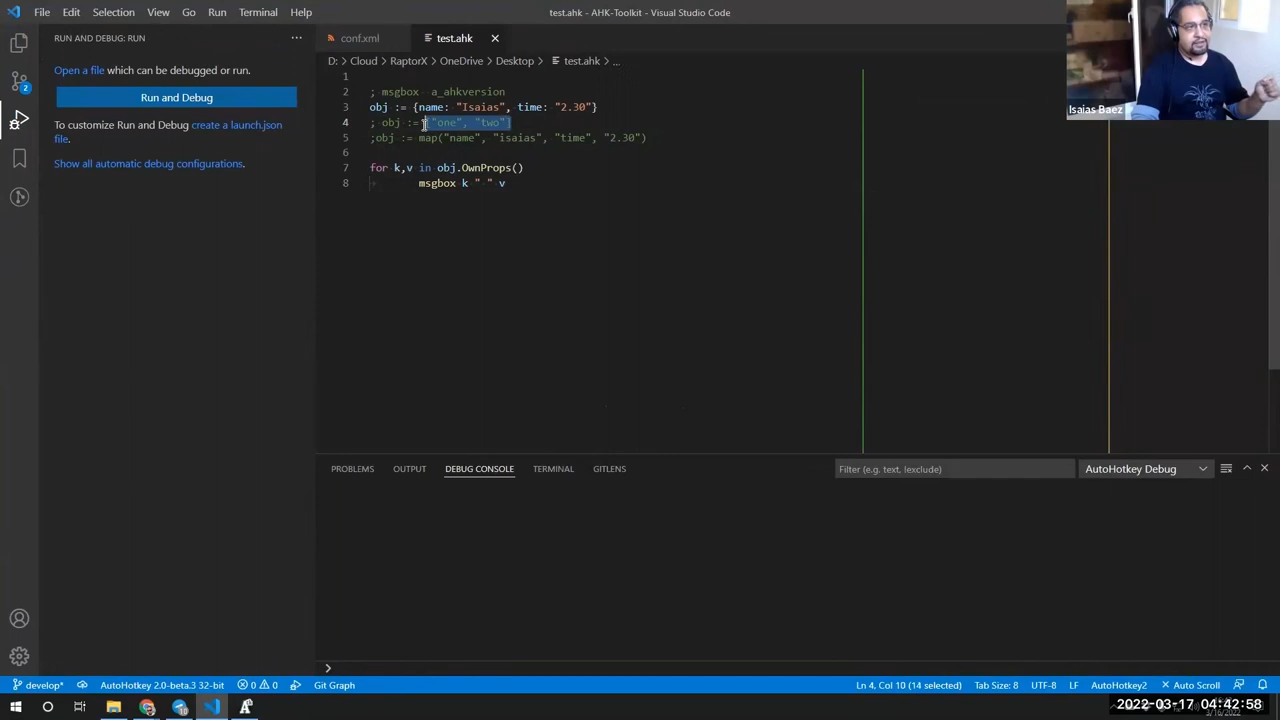 File Edit Selection View Go Run Terminal Help
test.ahk - AHK-Toolkit - Visual Studio Code
RUN AND DEBUG: RUN
conf.xml
test.ahk
D: > Cloud > RaptorX > OneDrive > Desktop > test.ahk > ...
Open a file which can be debugged or run.
Run and Debug
To customize Run and Debug create a launch.json
file.
Show all automatic debug configurations.
2
1
2 ; msgbox a_ahkversion
3 obj := {name: "Isaias", time: "2.30"}
4 ; obj := ["one", "two"]
5 ;obj := map("name", "isaias", "time", "2.30")
6
7 for k,v in obj.OwnProps()
8 msgbox k " " v
Isaias Baez
PROBLEMS OUTPUT DEBUG CONSOLE TERMINAL GITLENS
Filter (e.g. text, !exclude)
AutoHotkey Debug
develop* AutoHotkey 2.0-beta.3 32-bit 0 0 Git Graph
Ln 4, Col 10 (14 selected) Tab Size: 8 UTF-8 LF AutoHotkey2 Auto Scroll
2022-03-17 04:42:58